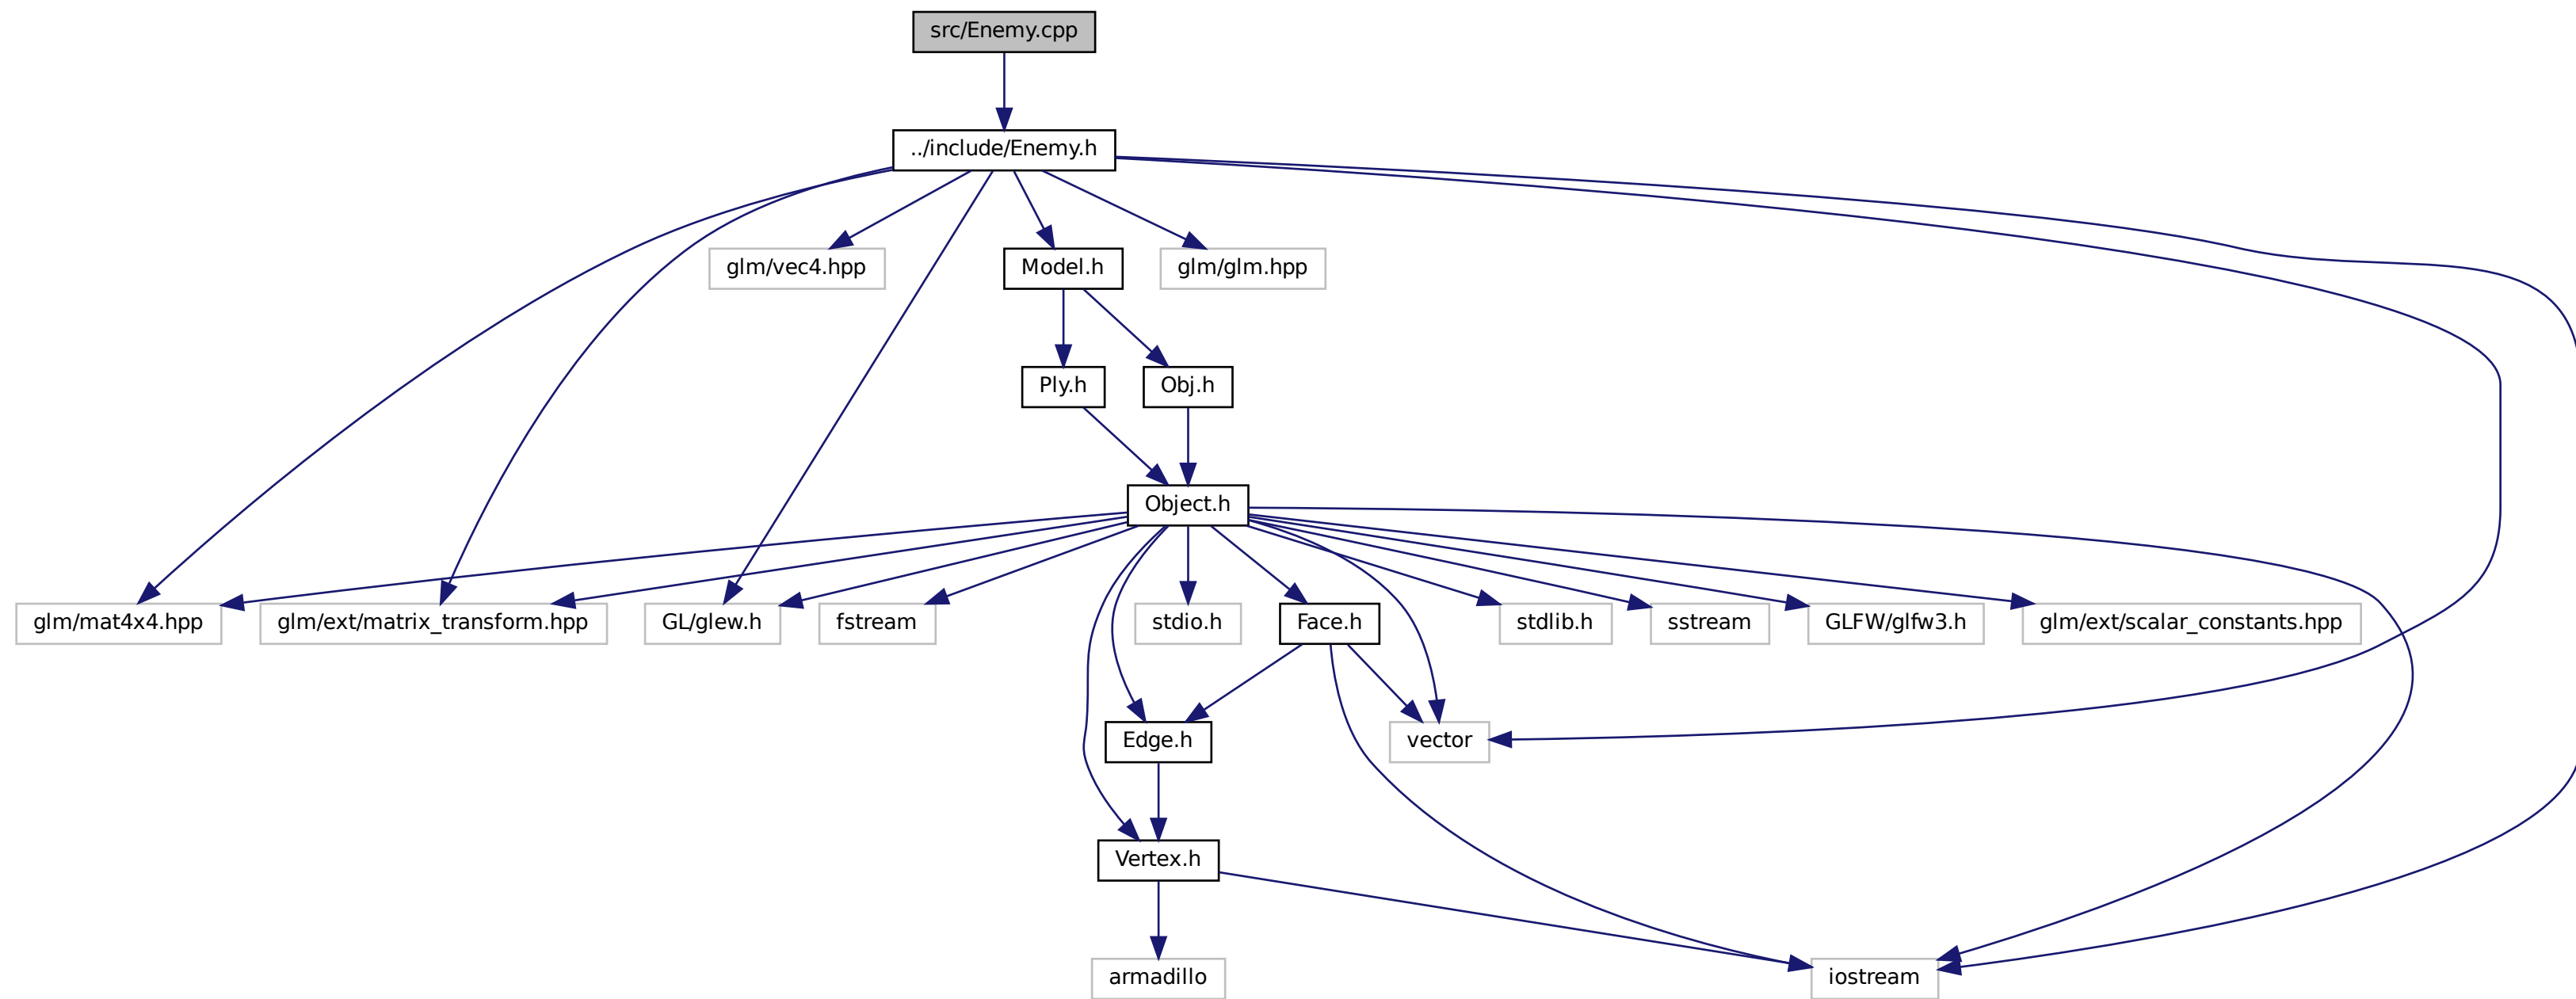 src/Enemy.cpp
../include/Enemy.h
glm/vec4.hpp
Model.h
glm/glm.hpp
Ply.h
Obj.h
Object.h
glm/mat4x4.hpp
glm/ext/matrix_transform.hpp
GL/glew.h
fstream
stdio.h
Face.h
stdlib.h
sstream
GLFW/glfw3.h
glm/ext/scalar_constants.hpp
Edge.h
vector
Vertex.h
armadillo
iostream